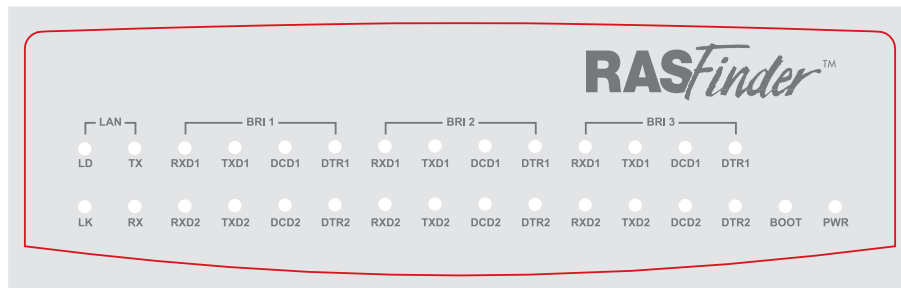 RASFinder™
LAN BRI 1 BRI 2 BRI 3
LD TX RXD1 TXD1 DCD1 DTR1 RXD1 TXD1 DCD1 DTR1 RXD1 TXD1 DCD1 DTR1
LK RX RXD2 TXD2 DCD2 DTR2 RXD2 TXD2 DCD2 DTR2 RXD2 TXD2 DCD2 DTR2 BOOT PWR